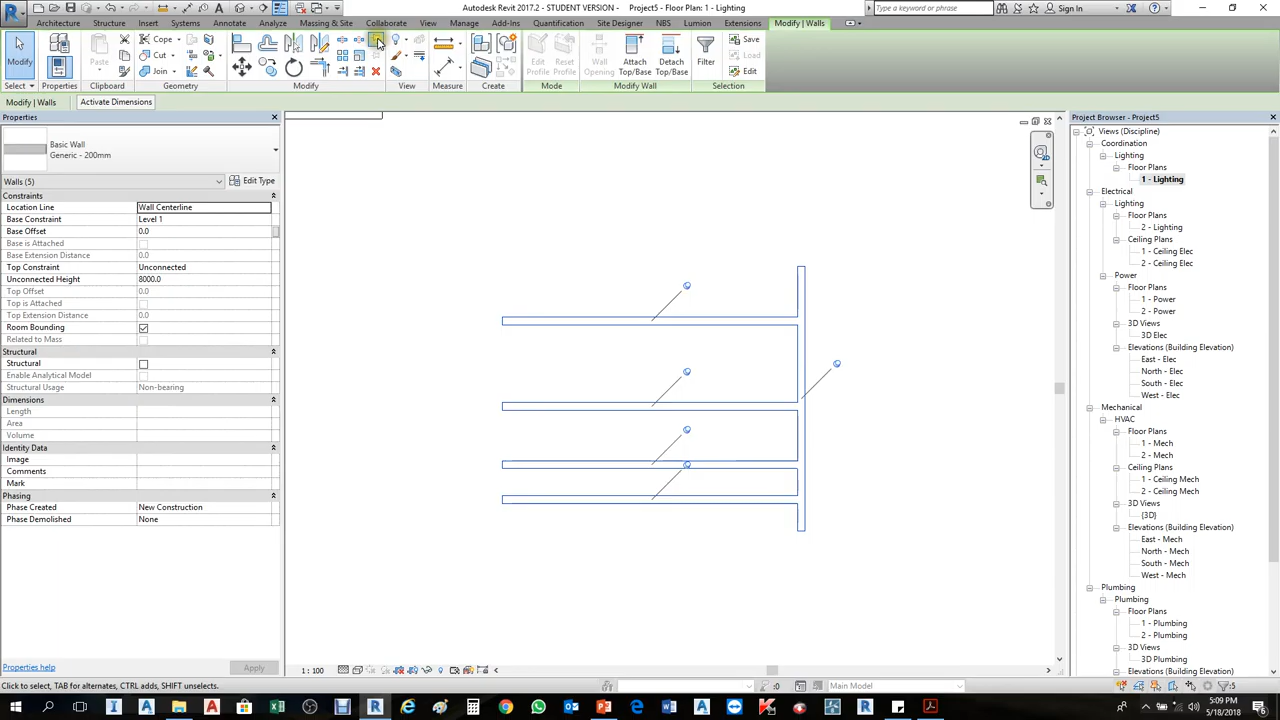 Autodesk Revit 2017.2 - STUDENT VERSION - Project5 - Floor Plan: 1 - Lighting
Type a keyword or phrase
Sign In
Architecture Structure Insert Systems Annotate Analyze Massing & Site Collaborate View Manage Add-Ins Quantification Site Designer NBS Lumion Extensions Modify | Walls
Modify
Paste
Cope
Cut
Join
Edit Profile
Reset Profile
Wall Opening
Attach Top/Base
Detach Top/Base
Filter
Save
Load
Edit
Select Properties Clipboard Geometry Modify View Measure Create Mode Modify Wall Selection
Modify | Walls
Activate Dimensions
Properties
Basic Wall
Generic - 200mm
Walls (5)
Edit Type
Constraints
Location Line Wall Centerline
Base Constraint Level 1
Base Offset 0.0
Base is Attached
Base Extension Distance 0.0
Top Constraint Unconnected
Unconnected Height 8000.0
Top Offset 0.0
Top is Attached
Top Extension Distance 0.0
Room Bounding
Related to Mass
Structural
Structural
Enable Analytical Model
Structural Usage Non-bearing
Dimensions
Length
Area
Volume
Identity Data
Image
Comments
Mark
Phasing
Phase Created New Construction
Phase Demolished None
Properties help
Apply
1 : 100
Project Browser - Project5
Views (Discipline)
Coordination
Lighting
Floor Plans
1 - Lighting
Electrical
Lighting
Floor Plans
2 - Lighting
Ceiling Plans
1 - Ceiling Elec
2 - Ceiling Elec
Power
Floor Plans
1 - Power
2 - Power
3D Views
3D Elec
Elevations (Building Elevation)
East - Elec
North - Elec
South - Elec
West - Elec
Mechanical
HVAC
Floor Plans
1 - Mech
2 - Mech
Ceiling Plans
1 - Ceiling Mech
2 - Ceiling Mech
3D Views
{3D}
Elevations (Building Elevation)
East - Mech
North - Mech
South - Mech
West - Mech
Plumbing
Plumbing
Floor Plans
1 - Plumbing
2 - Plumbing
3D Views
3D Plumbing
Elevations (Building Elevation)
Click to select, TAB for alternates, CTRL adds, SHIFT unselects.
:0
Main Model
:5
5:09 PM
5/18/2018